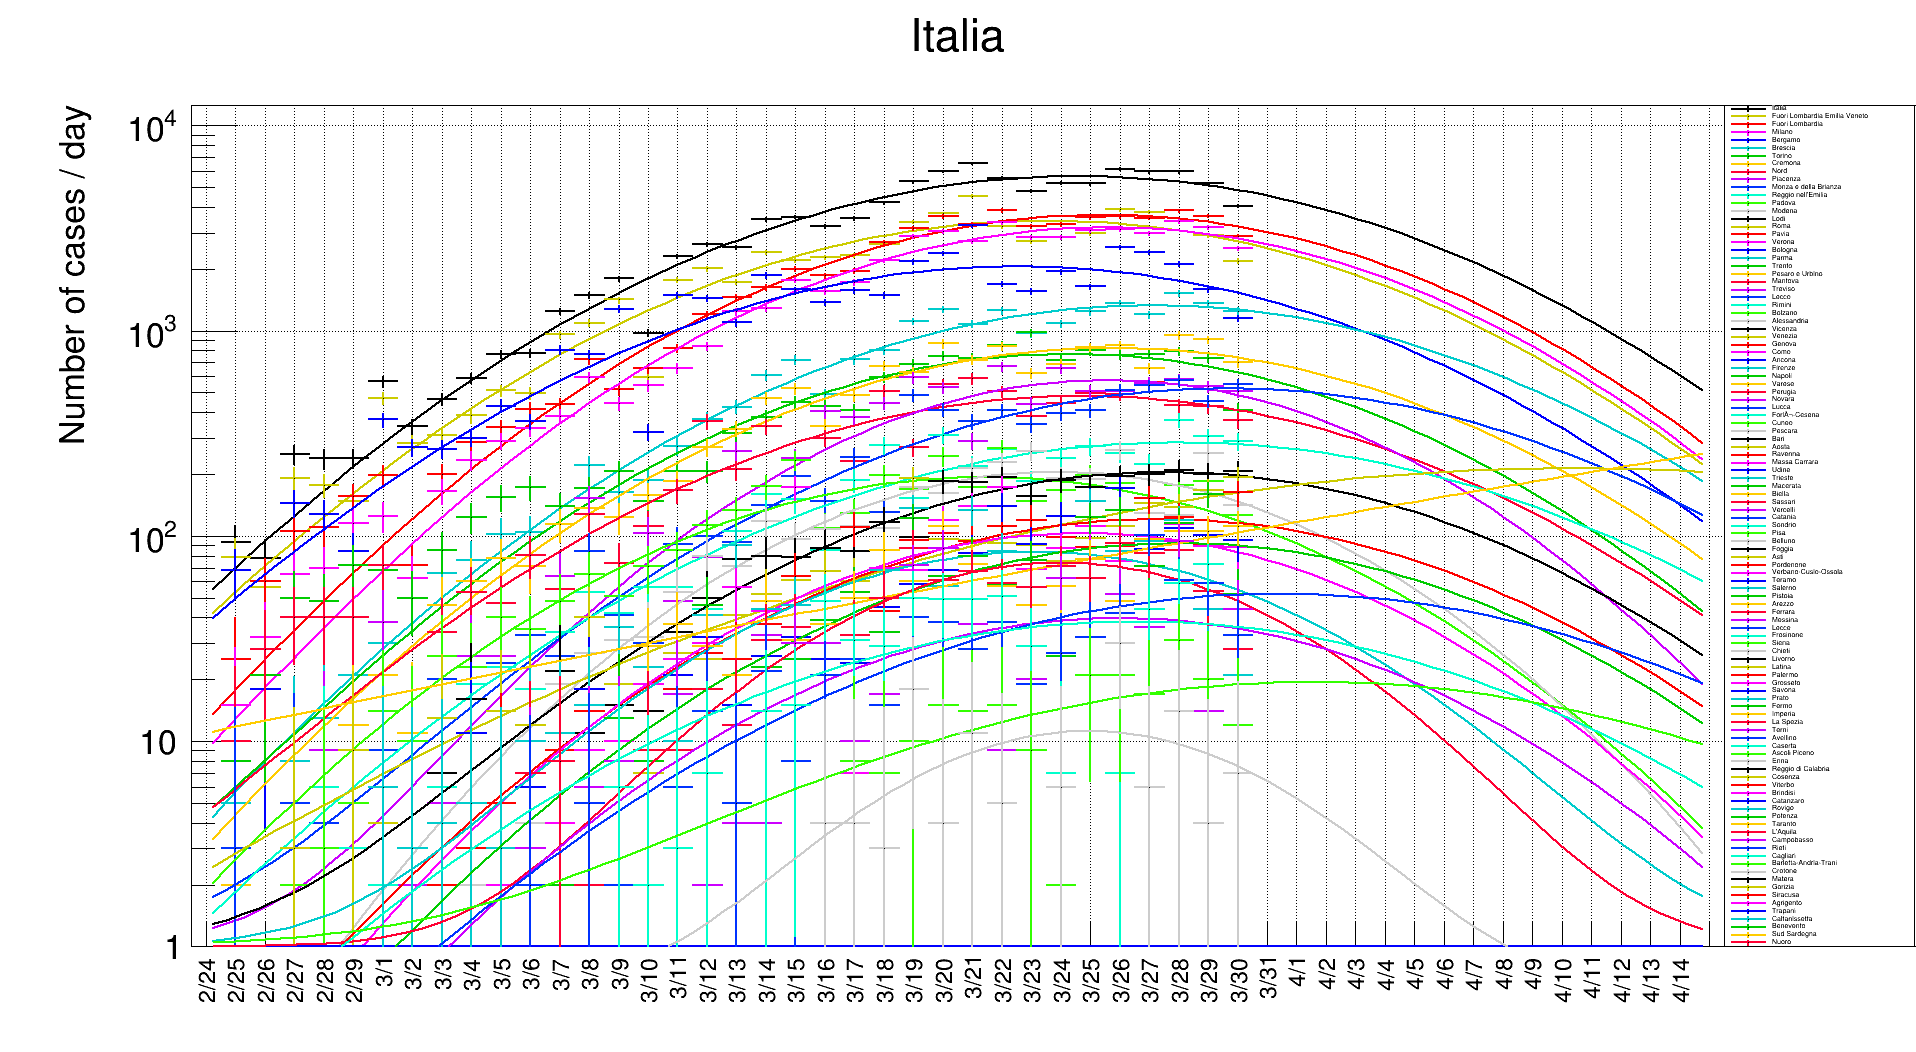 Italia
Number of cases / day
10⁴
10³
10²
10
1
2/24
2/25
2/26
2/27
2/28
2/29
3/1
3/2
3/3
3/4
3/5
3/6
3/7
3/8
3/9
3/10
3/11
3/12
3/13
3/14
3/15
3/16
3/17
3/18
3/19
3/20
3/21
3/22
3/23
3/24
3/25
3/26
3/27
3/28
3/29
3/30
3/31
4/1
4/2
4/3
4/4
4/5
4/6
4/7
4/8
4/9
4/10
4/11
4/12
4/13
4/14
Italia
Fuori Lombardia Emilia Veneto
Fuori Lombardia
Milano
Bergamo
Brescia
Torino
Cremona
Nord
Piacenza
Monza e della Brianza
Reggio nell'Emilia
Padova
Modena
Lodi
Roma
Pavia
Verona
Bologna
Parma
Trento
Pesaro e Urbino
Mantova
Treviso
Lecco
Rimini
Bolzano
Alessandria
Vicenza
Venezia
Genova
Como
Ancona
Firenze
Napoli
Varese
Perugia
Novara
Lucca
Cuneo
Pescara
Bari
Aosta
Ravenna
Massa Carrara
Udine
Trieste
Macerata
Biella
Sassari
Vercelli
Catania
Sondrio
Pisa
Belluno
Foggia
Asti
Pordenone
Verbano-Cusio-Ossola
Teramo
Salerno
Pistoia
Arezzo
Ferrara
Messina
Lecce
Frosinone
Siena
Chieti
Livorno
Latina
Palermo
Grosseto
Savona
Prato
Fermo
Imperia
La Spezia
Terni
Avellino
Caserta
Ascoli Piceno
Enna
Reggio di Calabria
Cosenza
Viterbo
Brindisi
Catanzaro
Rovigo
Potenza
Taranto
L'Aquila
Campobasso
Rieti
Cagliari
Barletta-Andria-Trani
Crotone
Matera
Gorizia
Siracusa
Agrigento
Trapani
Caltanissetta
Benevento
Sud Sardegna
Nuoro